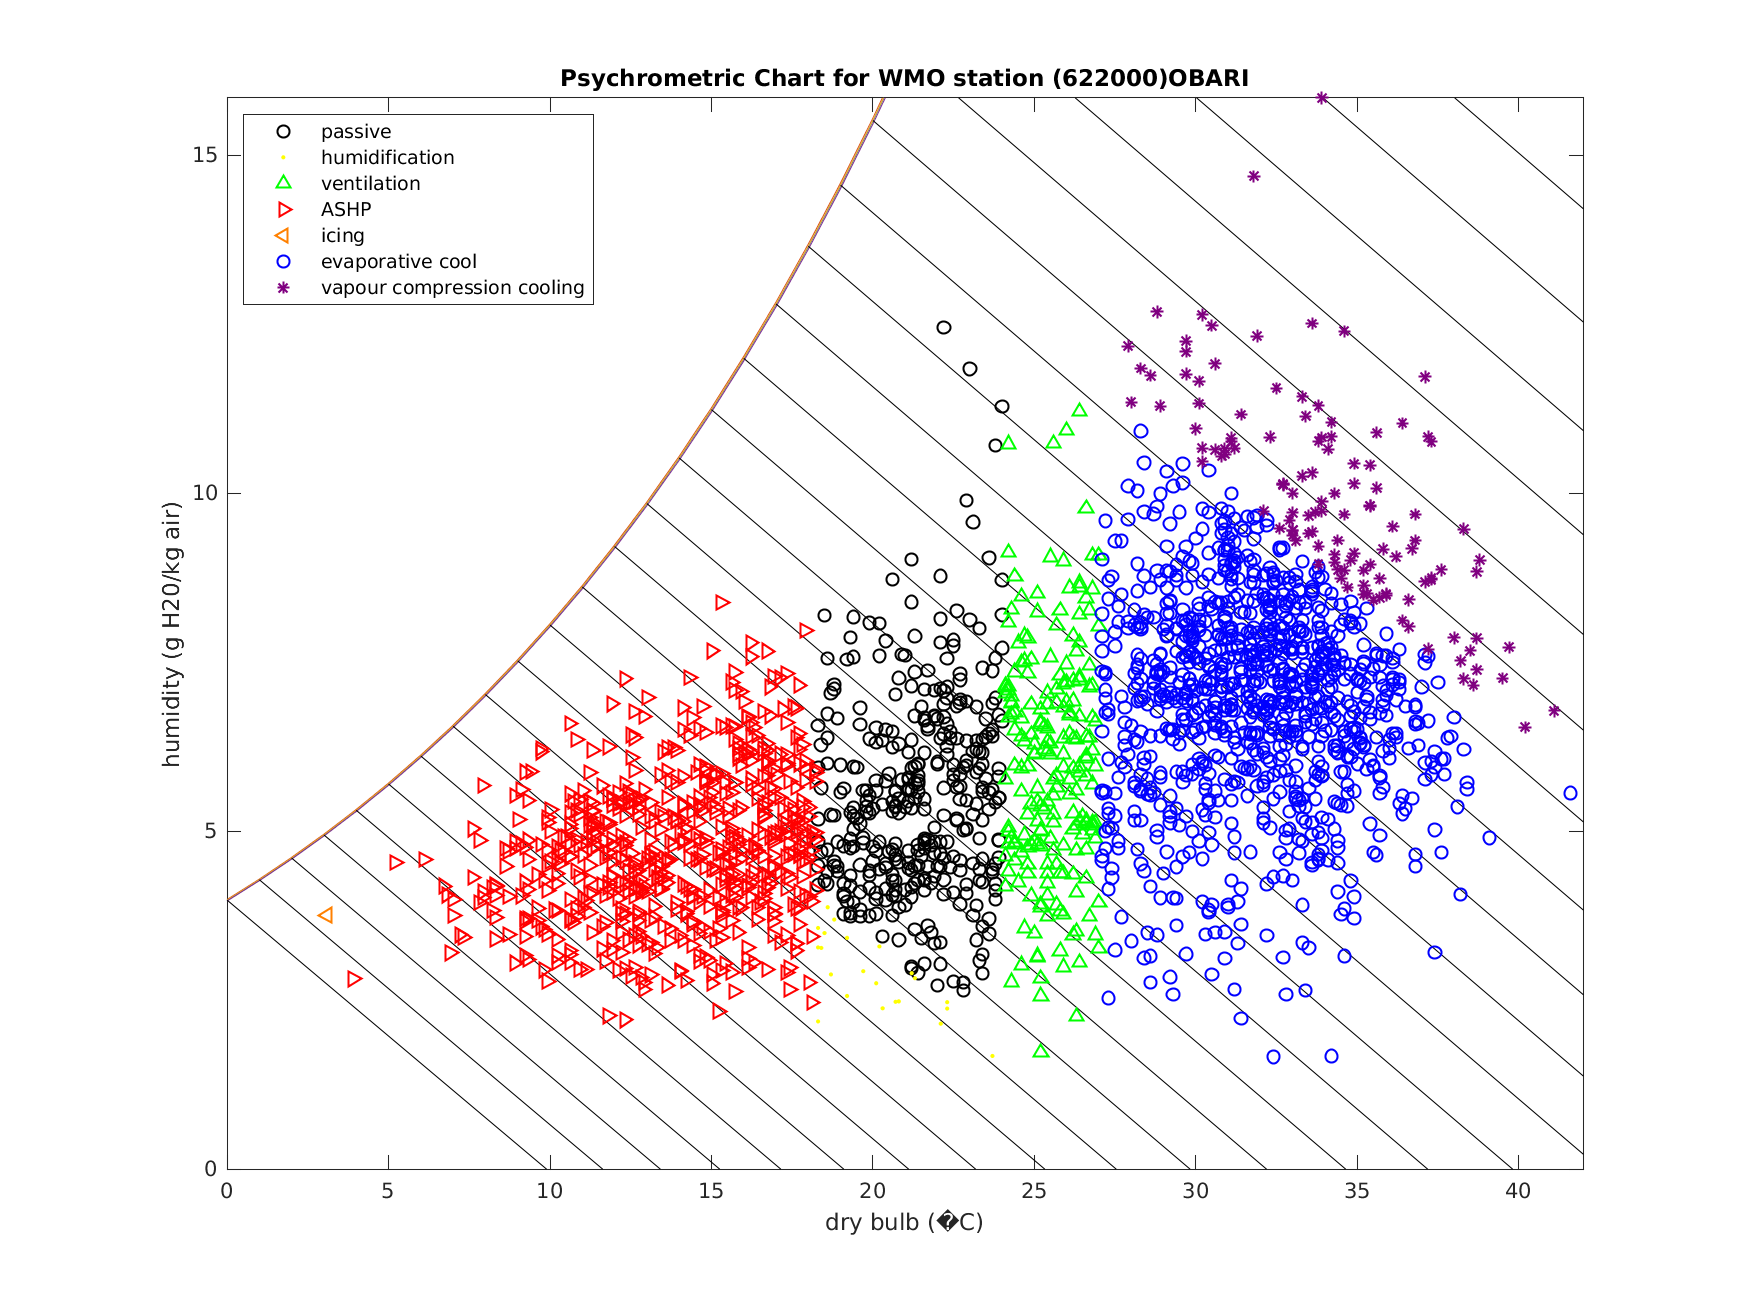 Psychrometric Chart for WMO station (622000)OBARI
passive
humidification
ventilation
ASHP
icing
evaporative cool
vapour compression cooling
humidity (g H20/kg air)
15
10
5
0
0 5 10 15 20 25 30 35 40
dry bulb (�C)